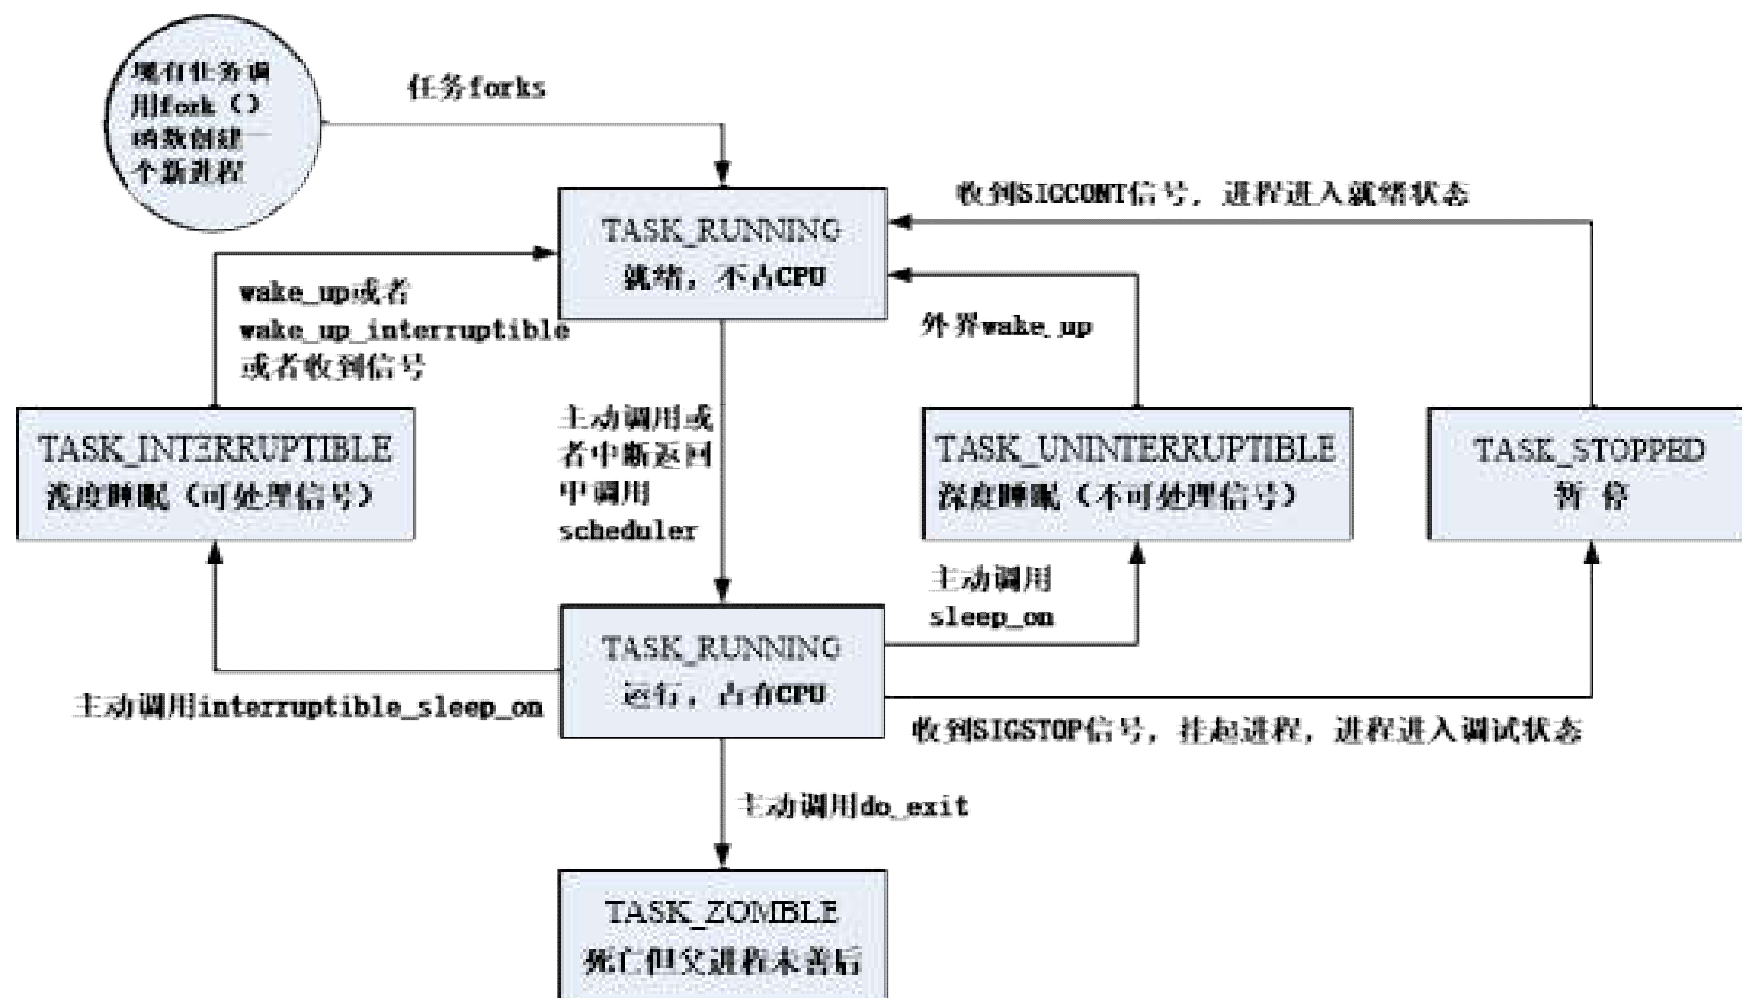 现有任务调
用fork（）
函数创建一
个新进程
任务forks
收到SIGCONT信号，进程进入就绪状态
TASK_RUNNING
就绪，不占CPU
wake_up或者
wake_up_interruptible
或者收到信号
外界wake_up
主动调用或
者中断返回
中调用
scheduler
TASK_INTERRUPTIBLE
浅度睡眠（可处理信号）
TASK_UNINTERRUPTIBLE
深度睡眠（不可处理信号）
TASK_STOPPED
暂 停
主动调用
sleep_on
TASK_RUNNING
运行，占有CPU
主动调用interruptible_sleep_on
收到SIGSTOP信号，挂起进程，进程进入调试状态
主动调用do_exit
TASK_ZOMBLE
死亡但父进程未善后